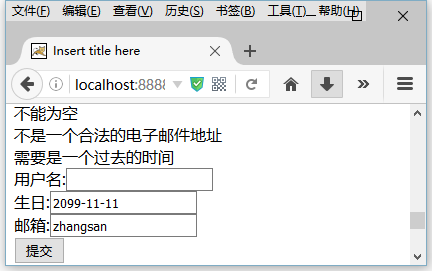 文件(F) 编辑(E) 查看(V) 历史(S) 书签(B) 工具(T) 帮助(H)
Insert title here
localhost:8888
不能为空
不是一个合法的电子邮件地址
需要是一个过去的时间
用户名:
生日: 2099-11-11
邮箱: zhangsan
提交